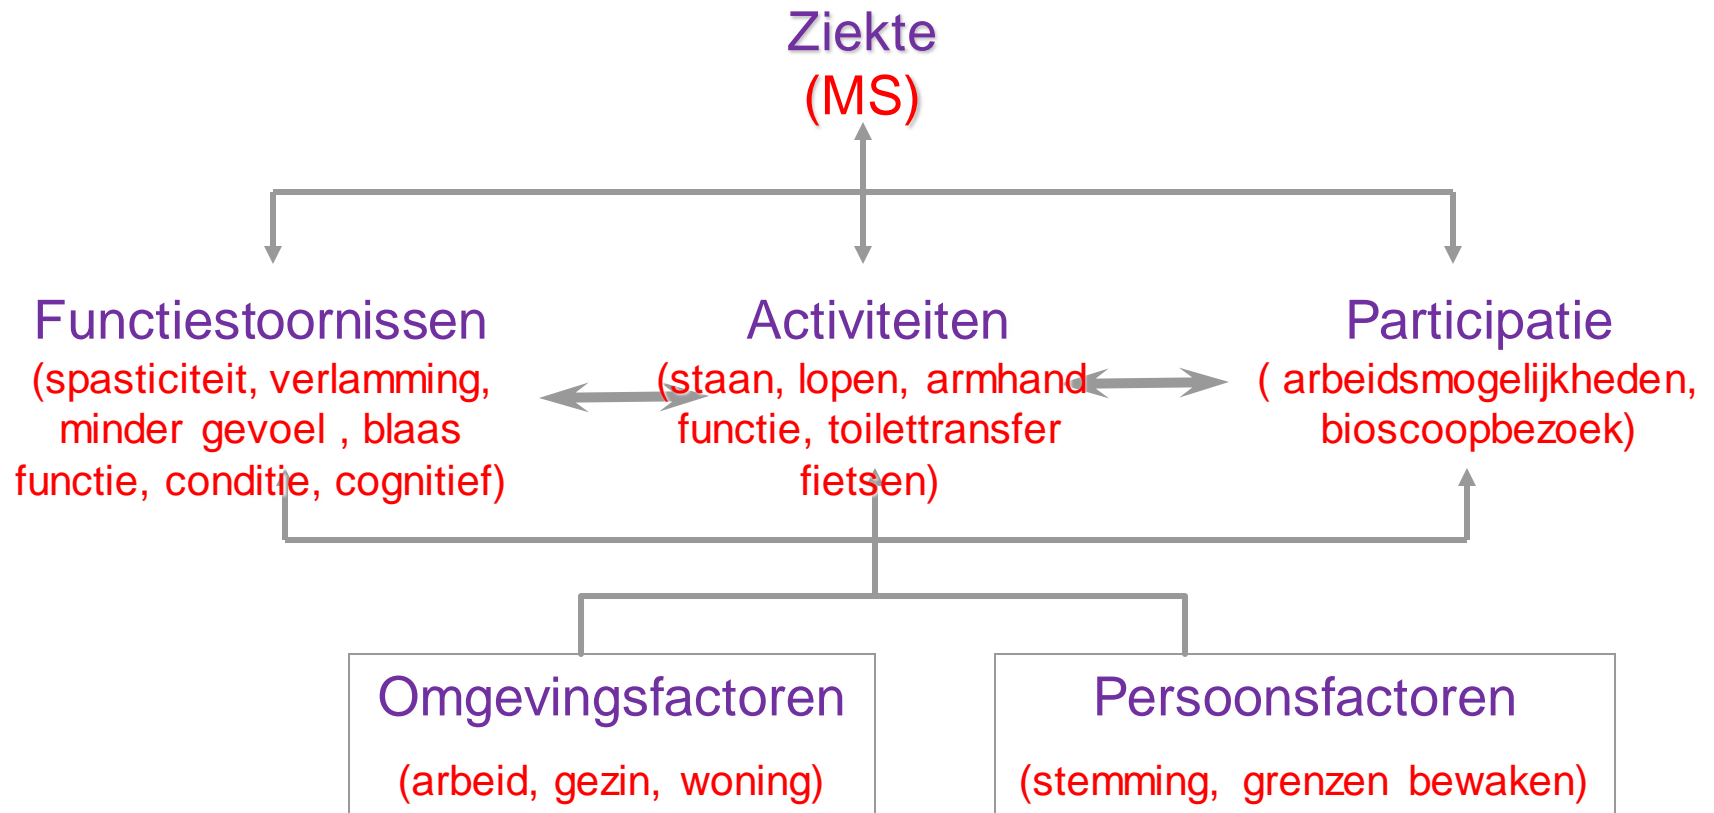 Ziekte
(MS)
Functiestoornissen
(spasticiteit, verlamming,
minder gevoel , blaas
functie, conditie, cognitief)
Activiteiten
(staan, lopen, armhand
functie, toilettransfer
fietsen)
Participatie
( arbeidsmogelijkheden,
bioscoopbezoek)
Omgevingsfactoren
(arbeid, gezin, woning)
Persoonsfactoren
(stemming, grenzen bewaken)